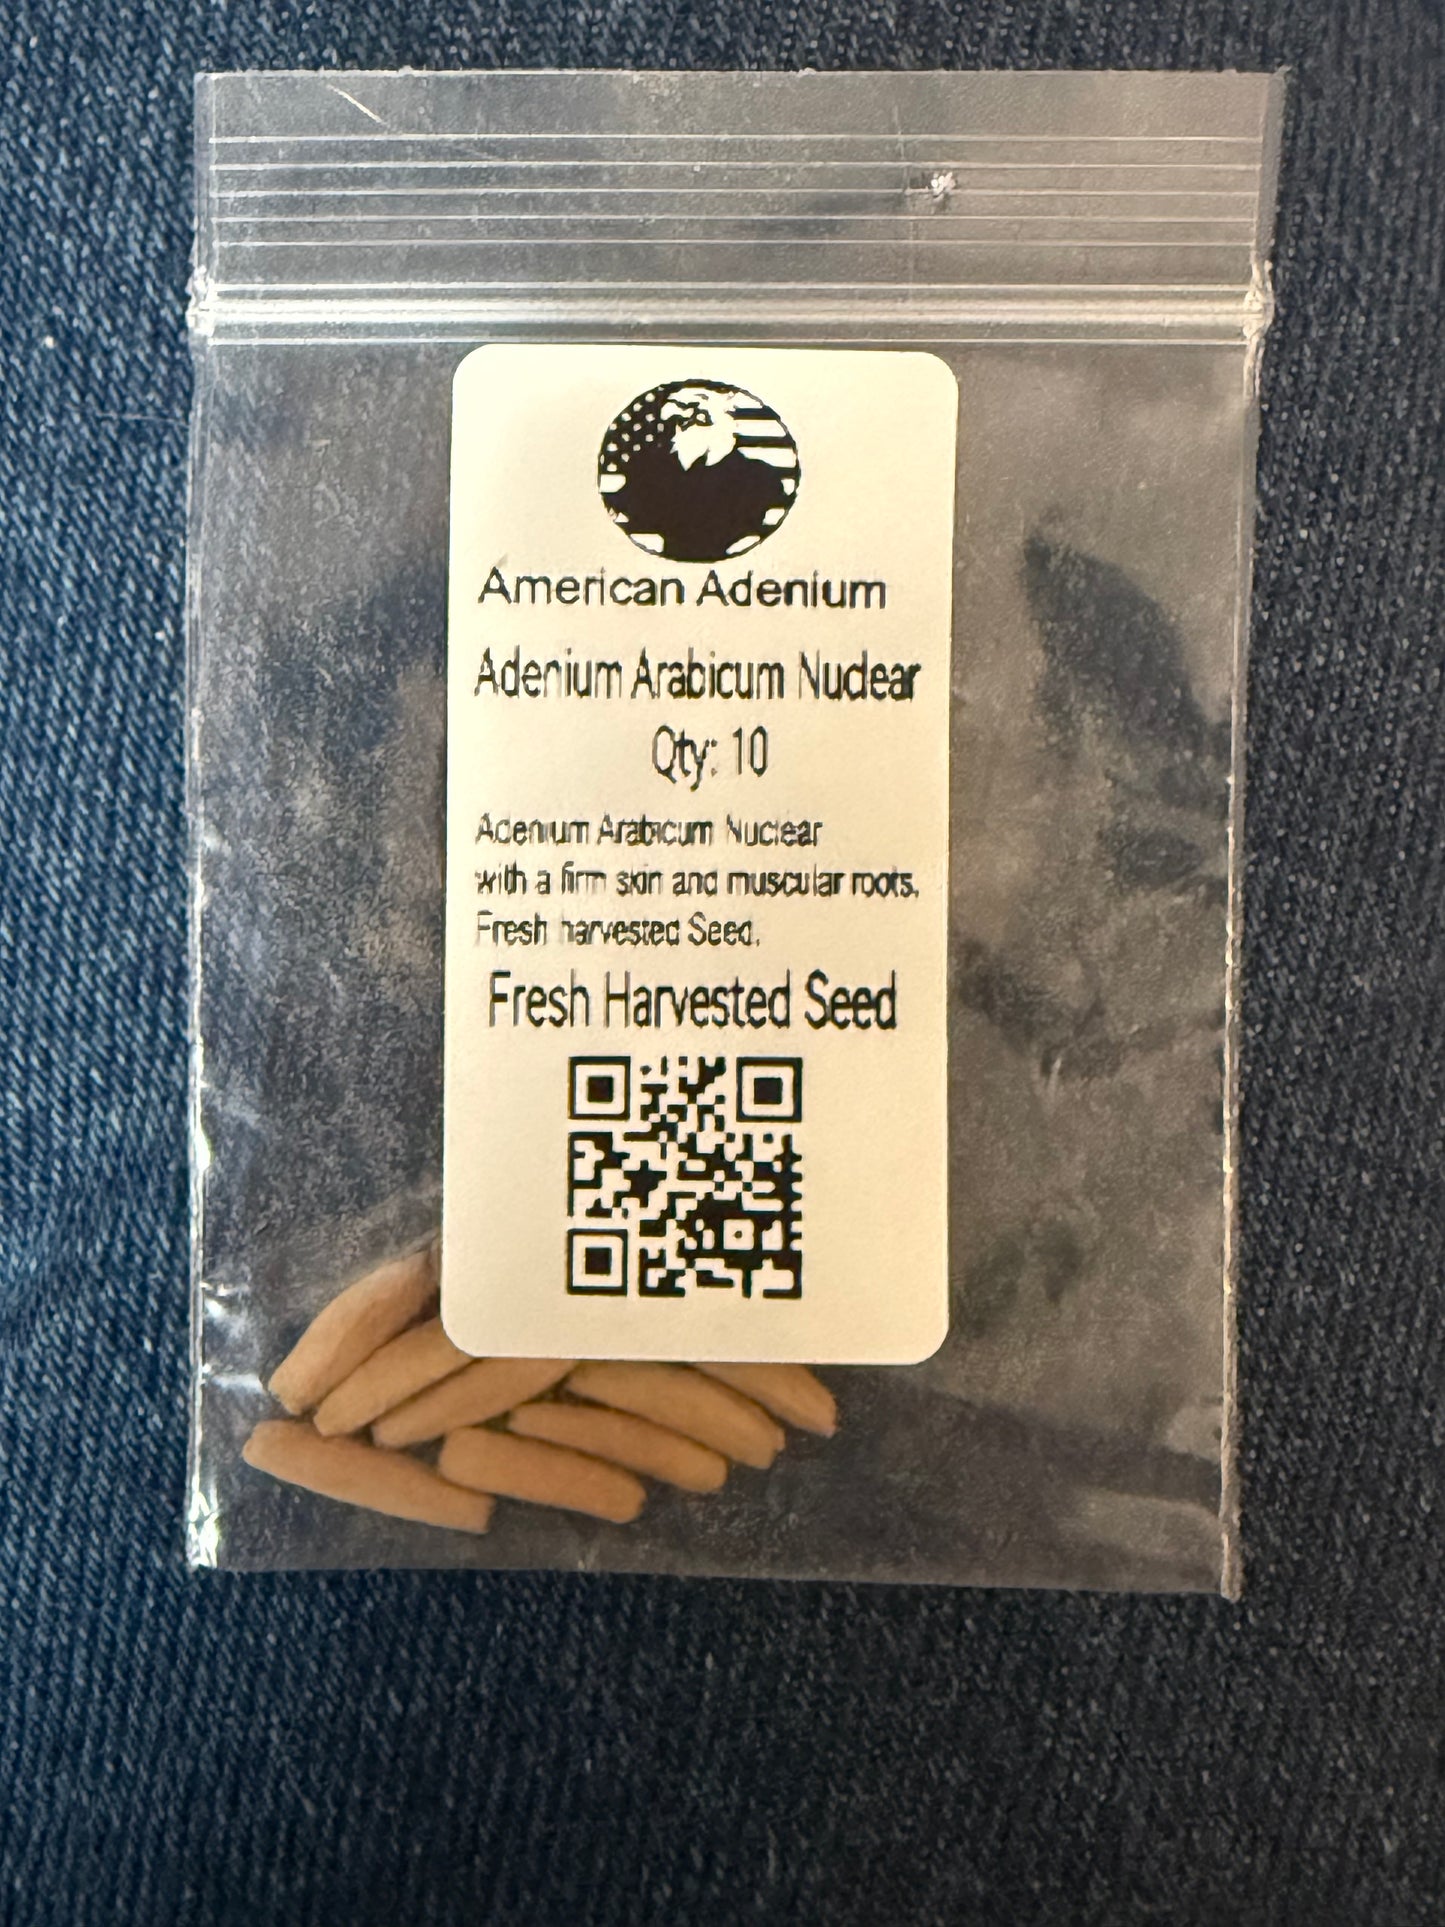 American Adenium
Adenium Arabicum Nuclear
Qty: 10
Adenium Arabicum Nuclear
with a firm skin and muscular roots.
Fresh harvested Seed.
Fresh Harvested Seed